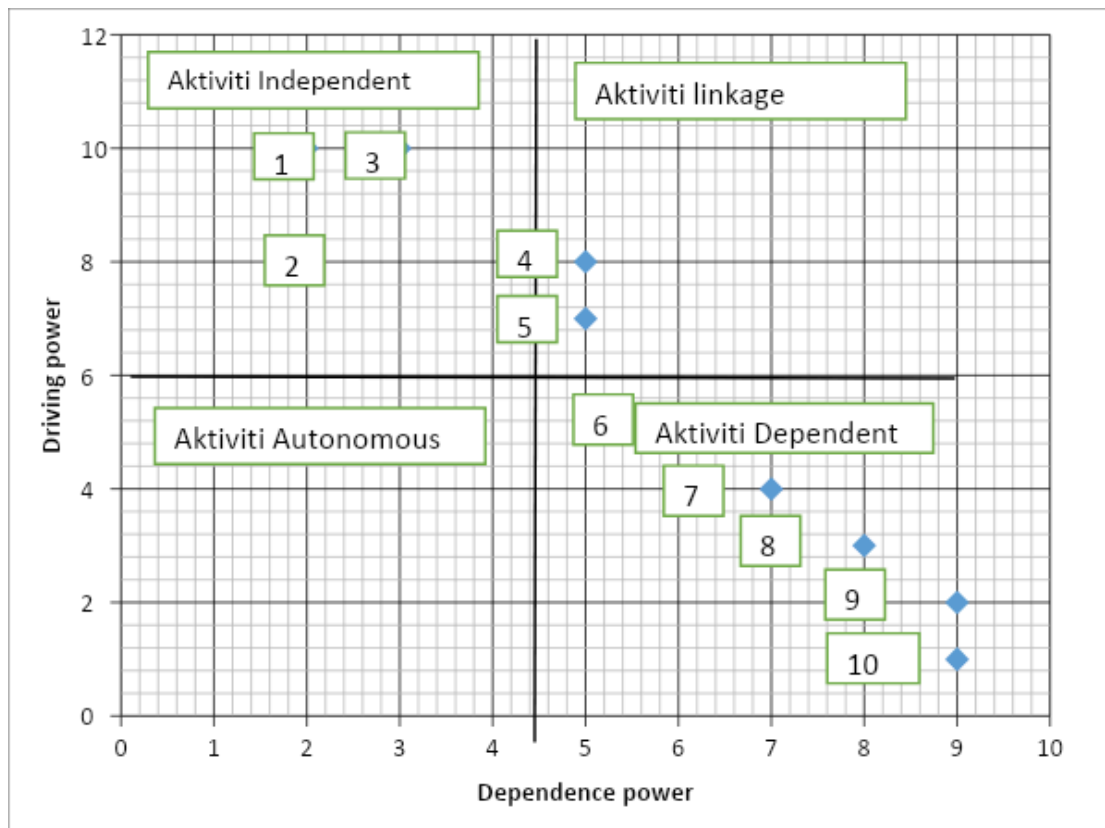 12
Aktiviti Independent
Aktiviti linkage
10
1
3
8
2
4
5
6
Aktiviti Autonomous
6
Aktiviti Dependent
4
7
8
2
9
10
0
0 1 2 3 4 5 6 7 8 9 10
Driving power
Dependence power